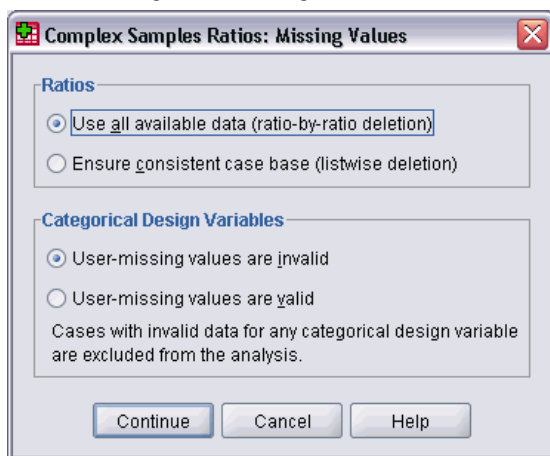 Complex Samples Ratios: Missing Values
Ratios
Use all available data (ratio-by-ratio deletion)
Ensure consistent case base (listwise deletion)
Categorical Design Variables
User-missing values are invalid
User-missing values are valid
Cases with invalid data for any categorical design variable
are excluded from the analysis.
Continue Cancel Help